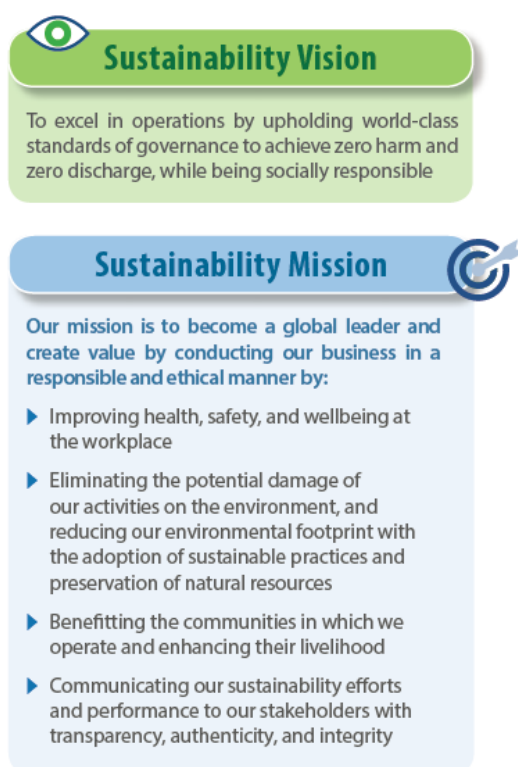 Sustainability Vision
To excel in operations by upholding world-class
standards of governance to achieve zero harm and
zero discharge, while being socially responsible
Sustainability Mission
Our mission is to become a global leader and
create value by conducting our business in a
responsible and ethical manner by:
Improving health, safety, and wellbeing at
the workplace
Eliminating the potential damage of
our activities on the environment, and
reducing our environmental footprint with
the adoption of sustainable practices and
preservation of natural resources
Benefitting the communities in which we
operate and enhancing their livelihood
Communicating our sustainability efforts
and performance to our stakeholders with
transparency, authenticity, and integrity